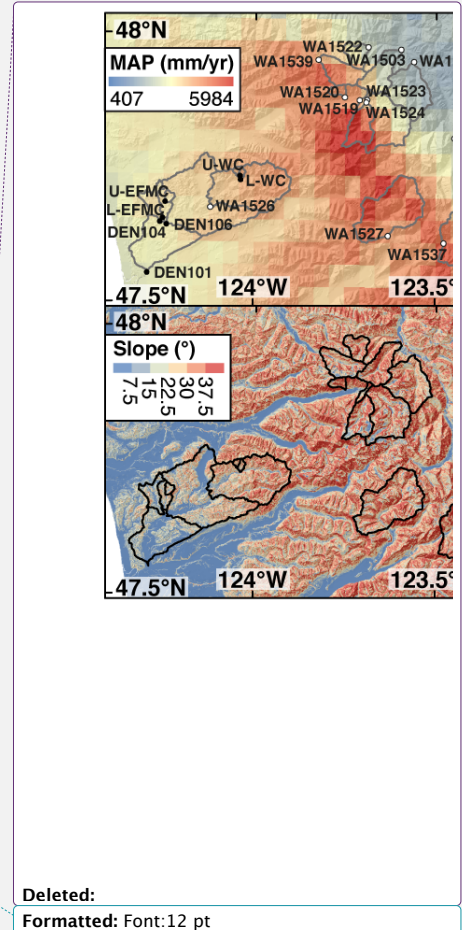 48°N
WA1522
WA1539
WA1503
WA1
MAP (mm/yr)
407 5984
WA1520
WA1523
WA1519
WA1524
U-WC
L-WC
U-EFMC
L-EFMC
WA1526
DEN104
DEN106
WA1527
WA1537
DEN101
124°W
123.5°
47.5°N
48°N
Slope (°)
7.5
15
22.5
30
37.5
124°W
123.5°
47.5°N
Deleted:
Formatted: Font:12 pt